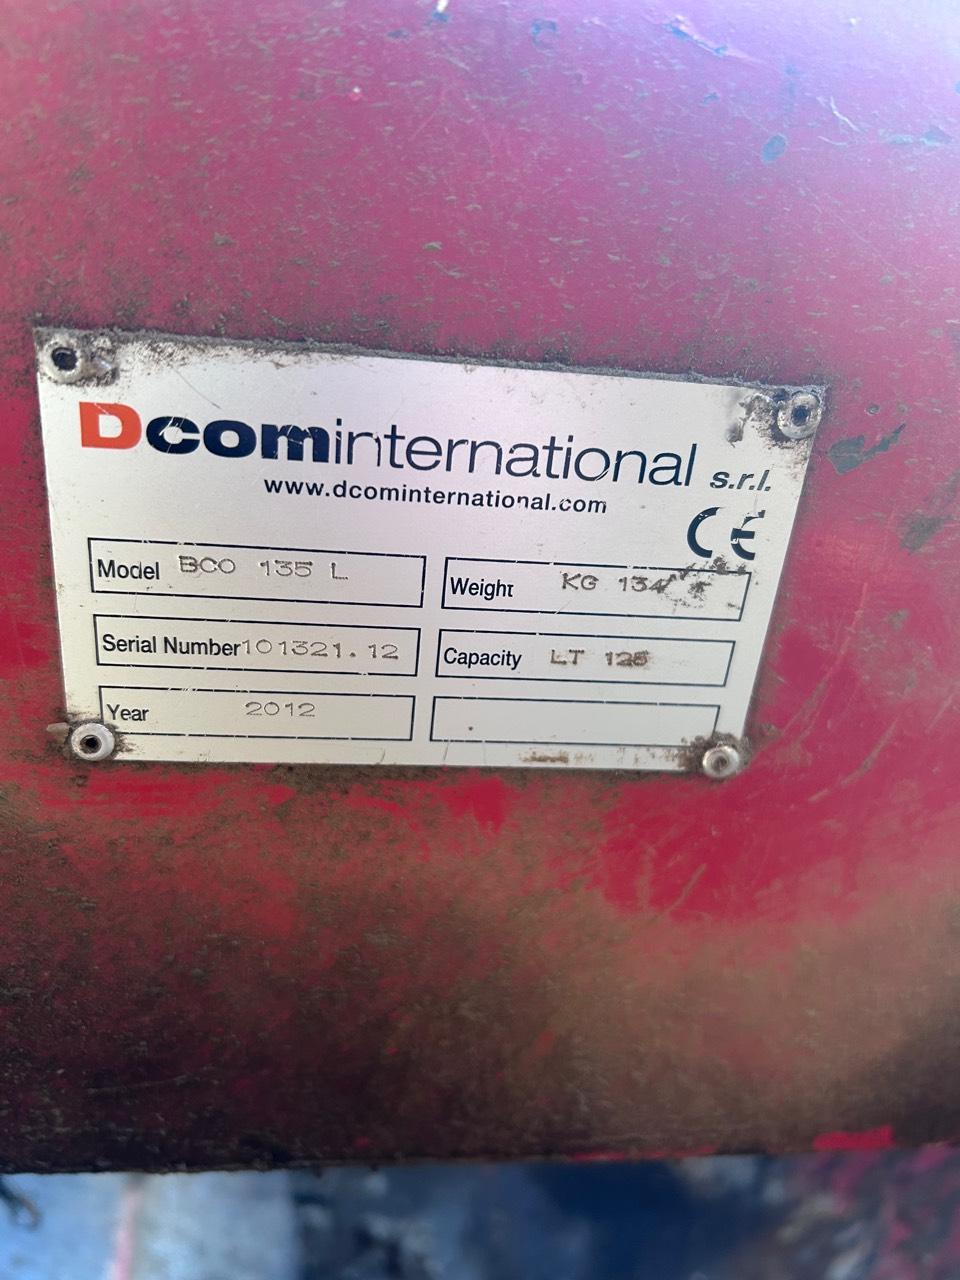 Dcominternational s.r.l.
www.dcominternational.com
CE
Model BCO 135 L
Weight KG 134
Serial Number 101321.12
Capacity LT 125
Year 2012